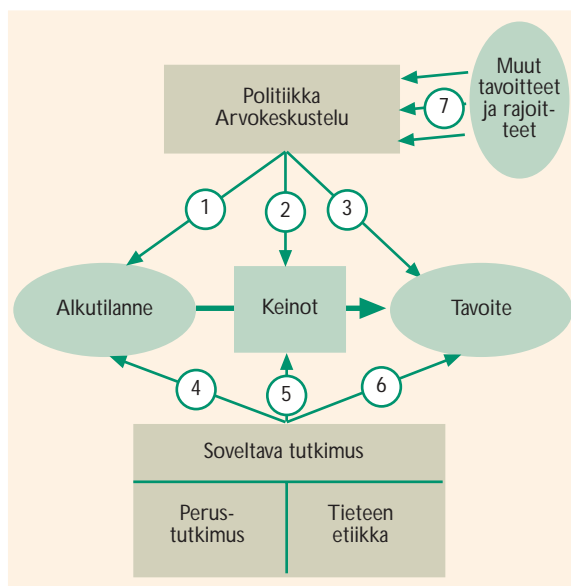 Politiikka
Arvokeskustelu
Muut
tavoitteet
ja rajoit-
teet
7
1
2
3
Alkutilanne
Keinot
Tavoite
4
5
6
Soveltava tutkimus
Perus-
tutkimus
Tieteen
etiikka